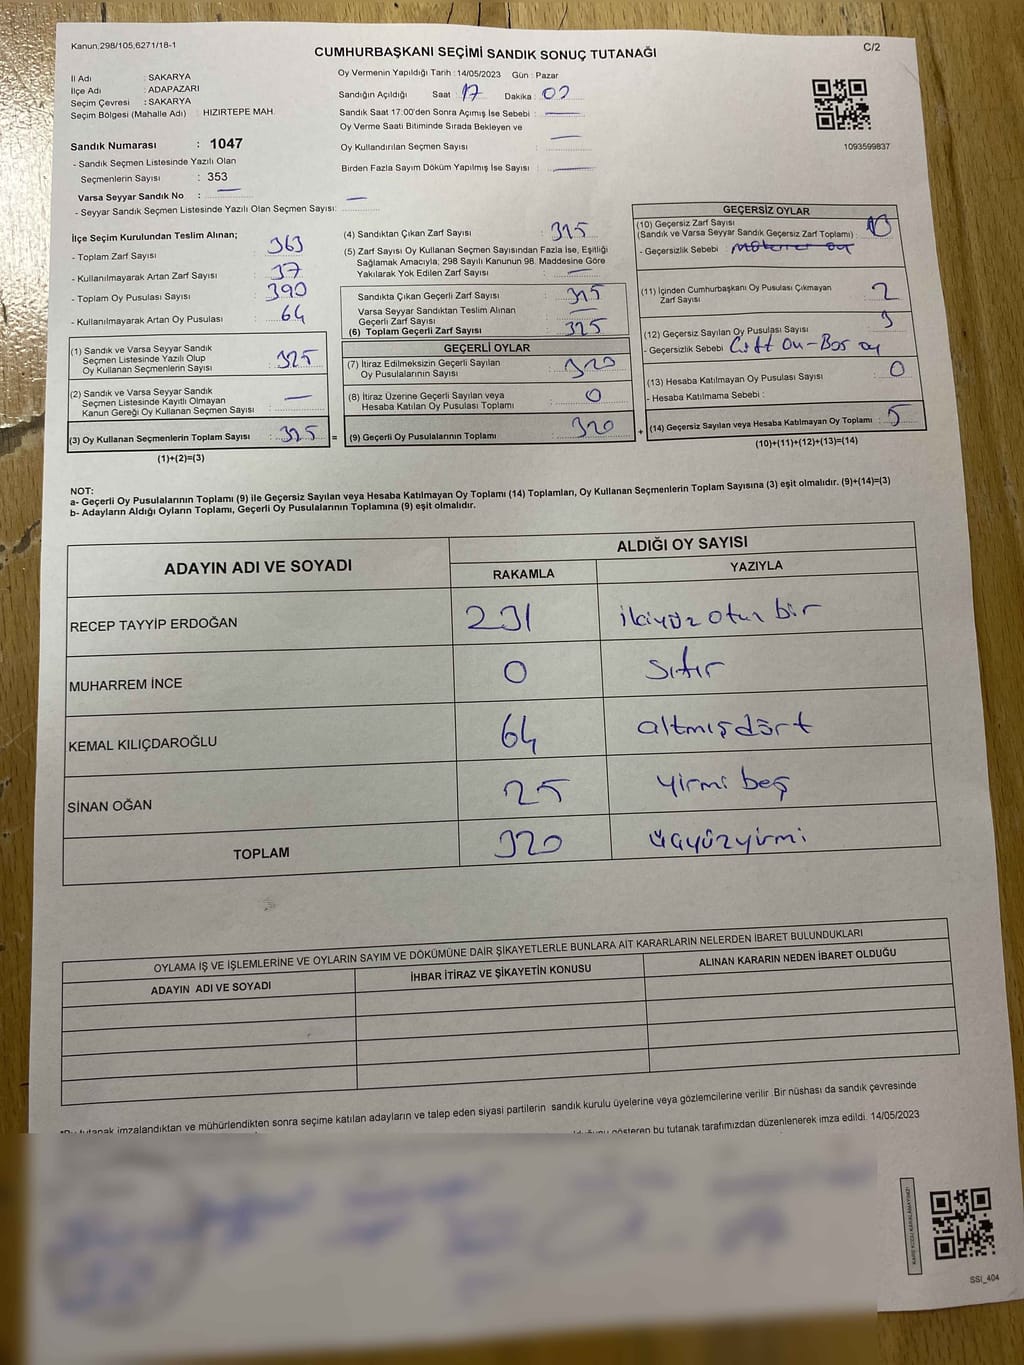 Kanun,298/105,6271/18-1
CUMHURBAŞKANI SEÇİMİ SANDIK SONUÇ TUTANAĞI
C/2
İl Adı : SAKARYA
İlçe Adı : ADAPAZARI
Seçim Çevresi : SAKARYA
Seçim Bölgesi (Mahalle Adı) : HIZIRTEPE MAH.
Sandık Numarası : 1047
- Sandık Seçmen Listesinde Yazılı Olan
Seçmenlerin Sayısı : 353
Varsa Seyyar Sandık No : —
- Seyyar Sandık Seçmen Listesinde Yazılı Olan Seçmen Sayısı: —
Oy Vermenin Yapıldığı Tarih : 14/05/2023 Gün : Pazar
Sandığın Açıldığı Saat 17 Dakika : 02
Sandık Saat 17:00'den Sonra Açımış İse Sebebi : —
Oy Verme Saati Bitiminde Sırada Bekleyen ve
Oy Kullandırılan Seçmen Sayısı : —
Birden Fazla Sayım Döküm Yapılmış İse Sayısı : —
1093599837
İlçe Seçim Kurulundan Teslim Alınan;
- Toplam Zarf Sayısı : 363
- Kullanılmayarak Artan Zarf Sayısı : 37
- Toplam Oy Pusulası Sayısı : 390
- Kullanılmayarak Artan Oy Pusulası : 64
(1) Sandık ve Varsa Seyyar Sandık
Seçmen Listesinde Yazılı Olup
Oy Kullanan Seçmenlerin Sayısı : 325
(2) Sandık ve Varsa Seyyar Sandık
Seçmen Listesinde Kayıtlı Olmayan
Kanun Gereği Oy Kullanan Seçmen Sayısı : —
(3) Oy Kullanan Seçmenlerin Toplam Sayısı : 325 =
(1)+(2)=(3)
(4) Sandıktan Çıkan Zarf Sayısı : 325
(5) Zarf Sayısı Oy Kullanan Seçmen Sayısından Fazla İse, Eşitliği
Sağlamak Amacıyla; 298 Sayılı Kanunun 98. Maddesine Göre
Yakılarak Yok Edilen Zarf Sayısı : —
Sandıkta Çıkan Geçerli Zarf Sayısı : 325
Varsa Seyyar Sandıktan Teslim Alınan
Geçerli Zarf Sayısı : —
(6) Toplam Geçerli Zarf Sayısı : 325
GEÇERLİ OYLAR
(7) İtiraz Edilmeksizin Geçerli Sayılan
Oy Pusulalarının Sayısı : 320
(8) İtiraz Üzerine Geçerli Sayılan veya
Hesaba Katılan Oy Pusulası Toplamı : 0
(9) Geçerli Oy Pusulalarının Toplamı : 320 +
GEÇERSİZ OYLAR
(10) Geçersiz Zarf Sayısı
(Sandık ve Varsa Seyyar Sandık Geçersiz Zarf Toplamı) :
- Geçersizlik Sebebi : oy
(11) İçinden Cumhurbaşkanı Oy Pusulası Çıkmayan
Zarf Sayısı : 2
(12) Geçersiz Sayılan Oy Pusulası Sayısı : 3
- Geçersizlik Sebebi Çift oy-Boş oy
(13) Hesaba Katılmayan Oy Pusulası Sayısı : 0
- Hesaba Katılmama Sebebi :
(14) Geçersiz Sayılan veya Hesaba Katılmayan Oy Toplamı : 5
(10)+(11)+(12)+(13)=(14)
NOT:
a- Geçerli Oy Pusulalarının Toplamı (9) ile Geçersiz Sayılan veya Hesaba Katılmayan Oy Toplamı (14) Toplamları, Oy Kullanan Seçmenlerin Toplam Sayısına (3) eşit olmalıdır. (9)+(14)=(3)
b- Adayların Aldığı Oyların Toplamı, Geçerli Oy Pusulalarının Toplamına (9) eşit olmalıdır.
ADAYIN ADI VE SOYADI
ALDIĞI OY SAYISI
RAKAMLA YAZIYLA
RECEP TAYYİP ERDOĞAN 231 ikiyüz otuz bir
MUHARREM İNCE 0 sıfır
KEMAL KILIÇDAROĞLU 64 altmışdört
SİNAN OĞAN 25 yirmi beş
TOPLAM 320 üçyüzyirmi
OYLAMA İŞ VE İŞLEMLERİNE VE OYLARIN SAYIM VE DÖKÜMÜNE DAİR ŞİKAYETLERLE BUNLARA AİT KARARLARIN NELERDEN İBARET BULUNDUKLARI
ADAYIN ADI VE SOYADI İHBAR İTİRAZ VE ŞİKAYETİN KONUSU ALINAN KARARIN NEDEN İBARET OLDUĞU
*Bu tutanak imzalandıktan ve mühürlendikten sonra seçime katılan adayların ve talep eden siyasi partilerin sandık kurulu üyelerine veya gözlemcilerine verilir .Bir nüshası da sandık çevresinde
gösteren bu tutanak tarafımızdan düzenlenerek imza edildi. 14/05/2023
SSI_404